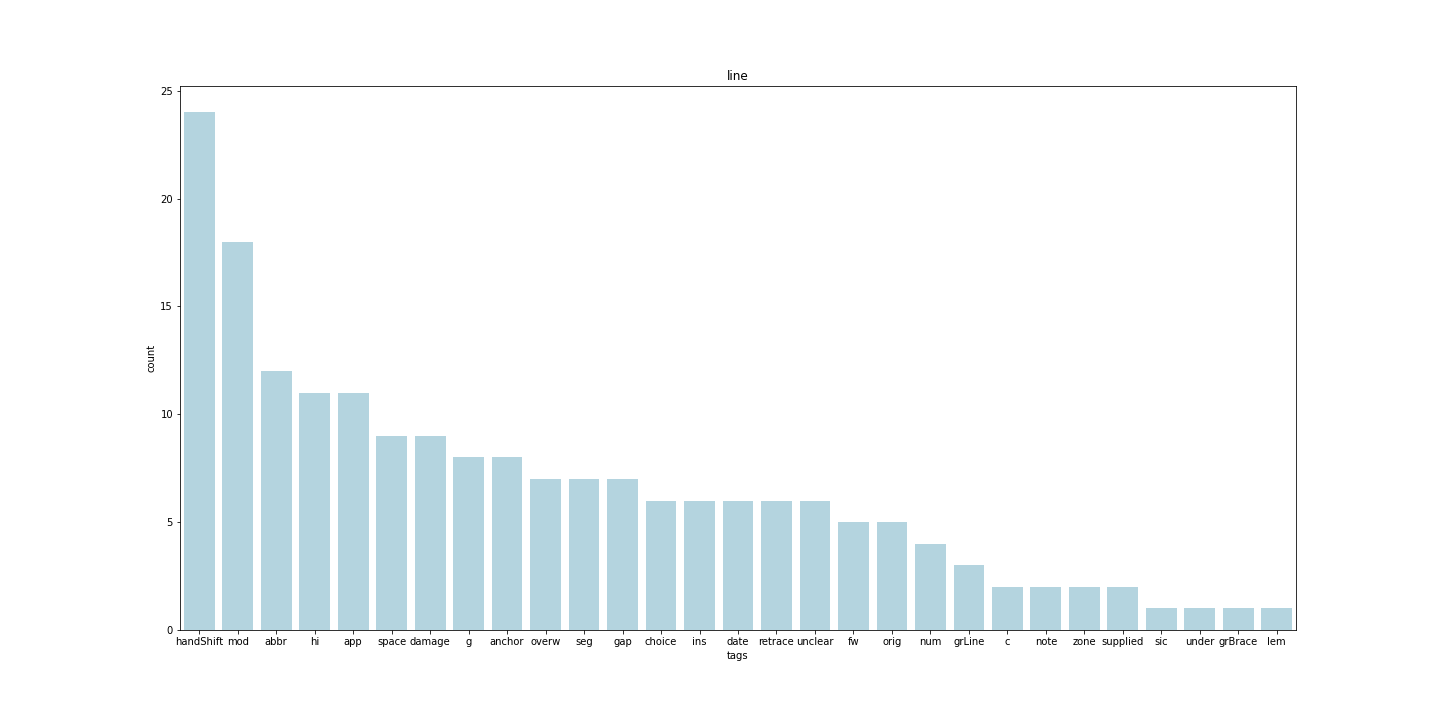 line
25
20
15
10
5
0
count
handShift mod abbr hi app space damage g anchor overw seg gap choice ins date retrace unclear fw orig num grLine c note zone supplied sic under grBrace lem
tags